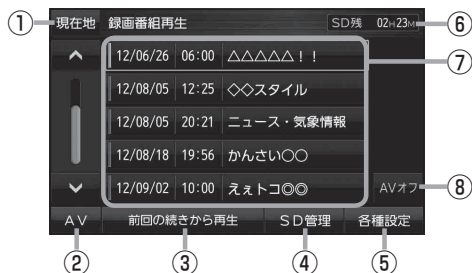 ① 現在地 録画番組再生 SD残 02H23M ⑥
⑦
12/06/26 06:00 △△△△△！！
12/08/05 12:25 ◇◇スタイル
12/08/05 20:21 ニュース・気象情報
12/08/18 19:56 かんさい○○
12/09/02 10:00 えぇトコ◎◎
AVオフ ⑧
AV 前回の続きから再生 SD管理 各種設定
② ③ ④ ⑤